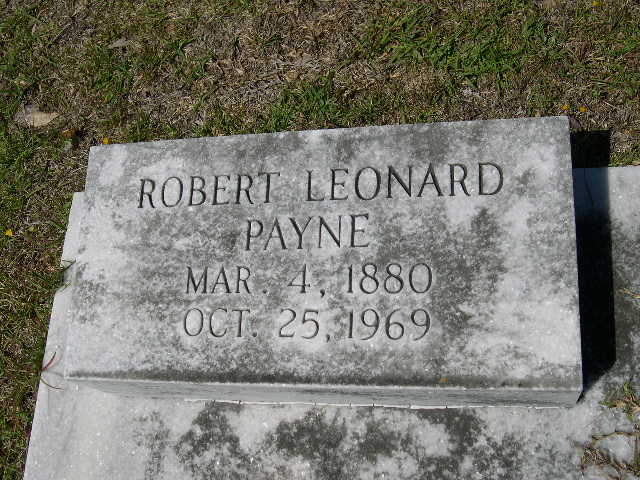 ROBERT LEONARD
PAYNE
MAR. 4, 1880
OCT. 25, 1969